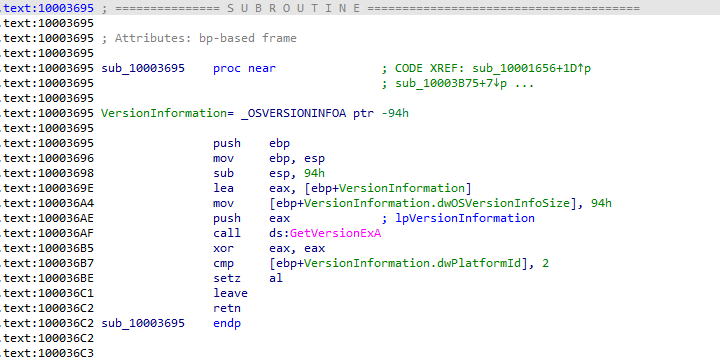 .text:10003695 ; =============== S U B R O U T I N E =======================================
.text:10003695
.text:10003695 ; Attributes: bp-based frame
.text:10003695
.text:10003695 sub_10003695 proc near ; CODE XREF: sub_10001656+1D↑p
.text:10003695 ; sub_10003B75+7↓p ...
.text:10003695
.text:10003695 VersionInformation= _OSVERSIONINFOA ptr -94h
.text:10003695
.text:10003695 push ebp
.text:10003696 mov ebp, esp
.text:10003698 sub esp, 94h
.text:1000369E lea eax, [ebp+VersionInformation]
.text:100036A4 mov [ebp+VersionInformation.dwOSVersionInfoSize], 94h
.text:100036AE push eax ; lpVersionInformation
.text:100036AF call ds:GetVersionExA
.text:100036B5 xor eax, eax
.text:100036B7 cmp [ebp+VersionInformation.dwPlatformId], 2
.text:100036BE setz al
.text:100036C1 leave
.text:100036C2 retn
.text:100036C2 sub_10003695 endp
.text:100036C2
.text:100036C3